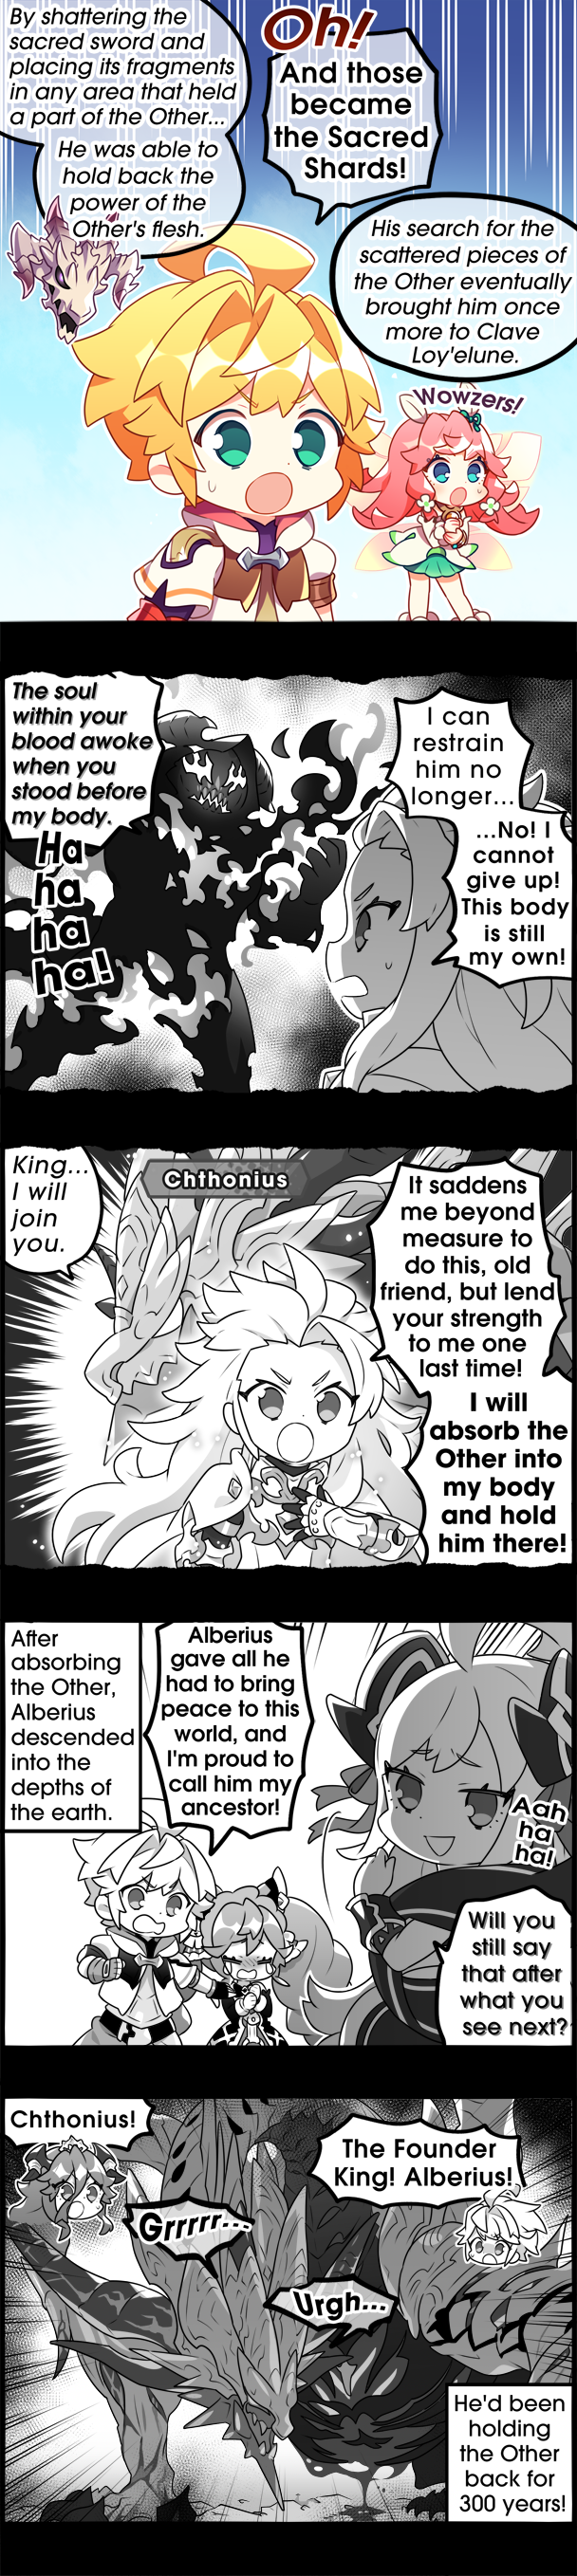 By shattering the
sacred sword and
placing its fragments
in any area that held
a part of the Other...
He was able to
hold back the
power of the
Other's flesh.
Oh!
And those
became
the Sacred
Shards!
His search for the
scattered pieces of
the Other eventually
brought him once
more to Clave
Loy'elune.
Wowzers!
The soul
within your
blood awoke
when you
stood before
my body.
Ha
ha
ha
ha!
I can
restrain
him no
longer...
...No! I
cannot
give up!
This body
is still
my own!
King...
I will
join
you.
Chthonius
It saddens
me beyond
measure to
do this, old
friend, but lend
your strength
to me one
last time!
I will
absorb the
Other into
my body
and hold
him there!
After
absorbing
the Other,
Alberius
descended
into the
depths of
the earth.
Alberius
gave all he
had to bring
peace to this
world, and
I'm proud to
call him my
ancestor!
Aah
ha
ha!
Will you
still say
that after
what you
see next?
Chthonius!
The Founder
King! Alberius!
Grrrrr...
Urgh...
He'd been
holding
the Other
back for
300 years!